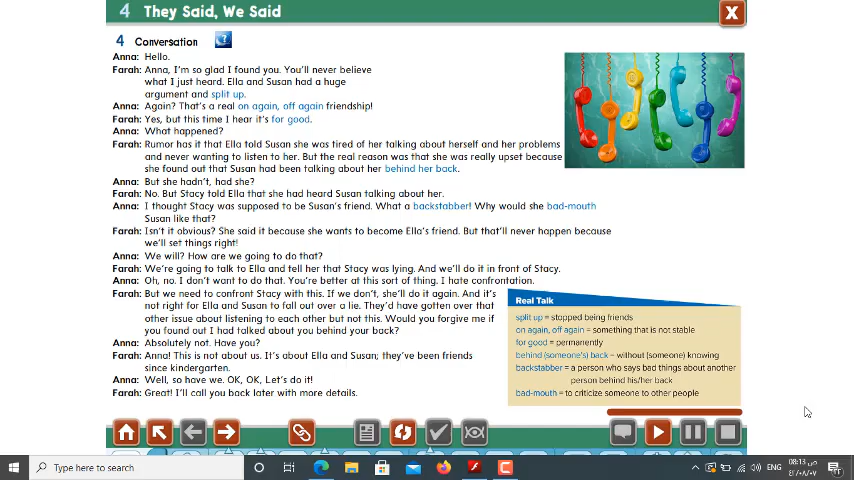 4 They Said, We Said
X
4 Conversation
?
Anna: Hello.
Farah: Anna, I'm so glad I found you. You'll never believe
what I just heard. Ella and Susan had a huge
argument and split up.
Anna: Again? That's a real on again, off again friendship!
Farah: Yes, but this time I hear it's for good.
Anna: What happened?
Farah: Rumor has it that Ella told Susan she was tired of her talking about herself and her problems
and never wanting to listen to her. But the real reason was that she was really upset because
she found out that Susan had been talking about her behind her back.
Anna: But she hadn't, had she?
Farah: No. But Stacy told Ella that she had heard Susan talking about her.
Anna: I thought Stacy was supposed to be Susan's friend. What a backstabber! Why would she bad-mouth
Susan like that?
Farah: Isn't it obvious? She said it because she wants to become Ella's friend. But that'll never happen because
we'll set things right!
Anna: We will? How are we going to do that?
Farah: We're going to talk to Ella and tell her that Stacy was lying. And we'll do it in front of Stacy.
Anna: Oh, no. I don't want to do that. You're better at this sort of thing. I hate confrontation.
Farah: But we need to confront Stacy with this. If we don't, she'll do it again. And it's
not right for Ella and Susan to fall out over a lie. They'd have gotten over that
other issue about listening to each other but not this. Would you forgive me if
you found out I had talked about you behind your back?
Anna: Absolutely not. Have you?
Farah: Anna! This is not about us. It's about Ella and Susan; they've been friends
since kindergarten.
Anna: Well, so have we. OK, OK, Let's do it!
Farah: Great! I'll call you back later with more details.
Real Talk
split up = stopped being friends
on again, off again = something that is not stable
for good = permanently
behind (someone's) back = without (someone) knowing
backstabber = a person who says bad things about another
person behind his/her back
bad-mouth = to criticize someone to other people
Type here to search
ENG
08:13 ص